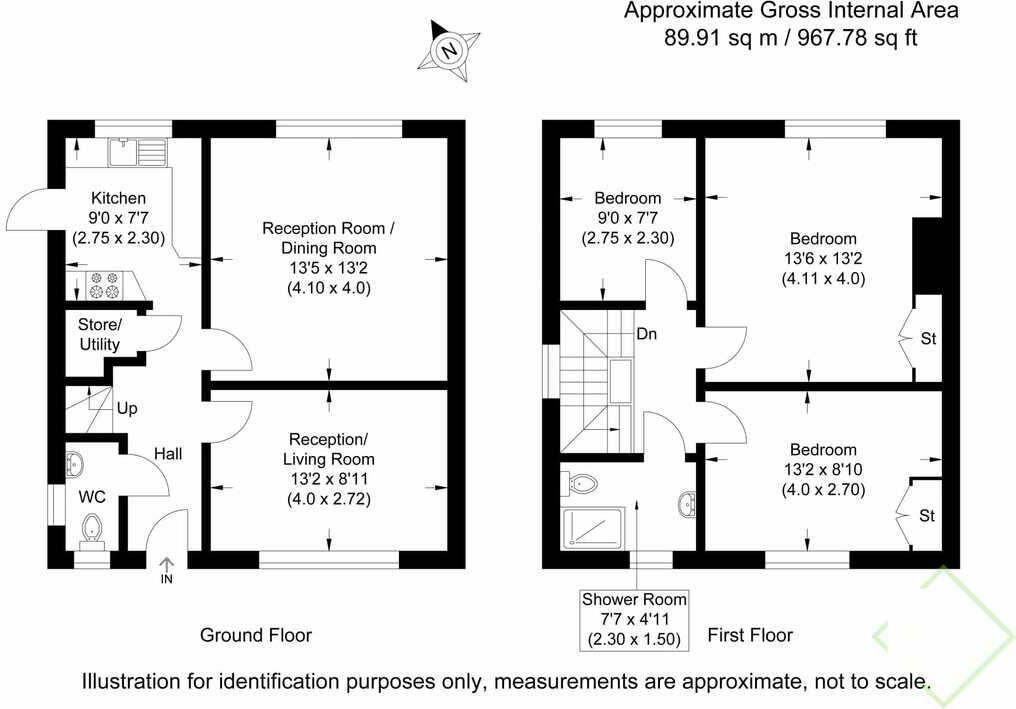 Approximate Gross Internal Area
89.91 sq m / 967.78 sq ft
N
Kitchen
9'0 x 7'7
(2.75 x 2.30)
Reception Room /
Dining Room
13'5 x 13'2
(4.10 x 4.0)
Store/
Utility
Up
Hall
Reception/
Living Room
13'2 x 8'11
(4.0 x 2.72)
WC
IN
Ground Floor
Bedroom
9'0 x 7'7
(2.75 x 2.30)
Bedroom
13'6 x 13'2
(4.11 x 4.0)
Dn
St
Bedroom
13'2 x 8'10
(4.0 x 2.70)
St
Shower Room
7'7 x 4'11
(2.30 x 1.50)
First Floor
Illustration for identification purposes only, measurements are approximate, not to scale.